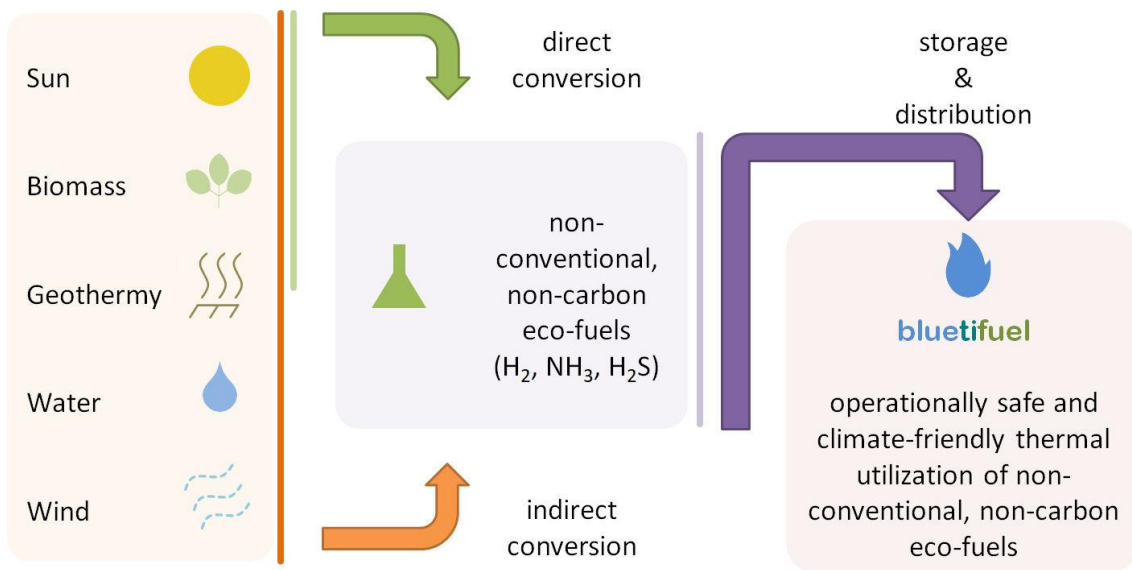 Sun
Biomass
Geothermy
Water
Wind
direct
conversion
non-
conventional,
non-carbon
eco-fuels
(H₂, NH₃, H₂S)
indirect
conversion
storage
&
distribution
bluetifuel
operationally safe and
climate-friendly thermal
utilization of non-
conventional, non-carbon
eco-fuels